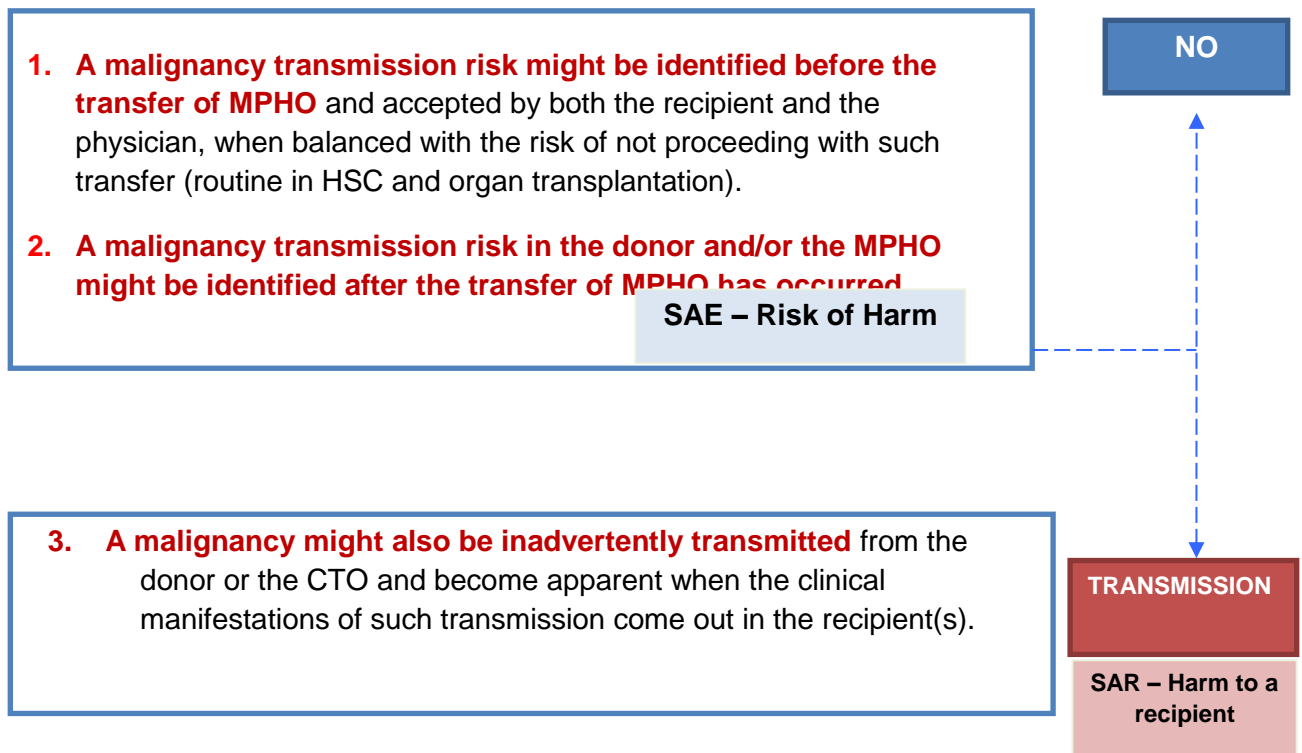 1. A malignancy transmission risk might be identified before the
transfer of MPHO and accepted by both the recipient and the
physician, when balanced with the risk of not proceeding with such
transfer (routine in HSC and organ transplantation).
2. A malignancy transmission risk in the donor and/or the MPHO
might be identified after the transfer of MPHO has occurred
SAE – Risk of Harm
NO
3. A malignancy might also be inadvertently transmitted from the
donor or the CTO and become apparent when the clinical
manifestations of such transmission come out in the recipient(s).
TRANSMISSION
SAR – Harm to a
recipient